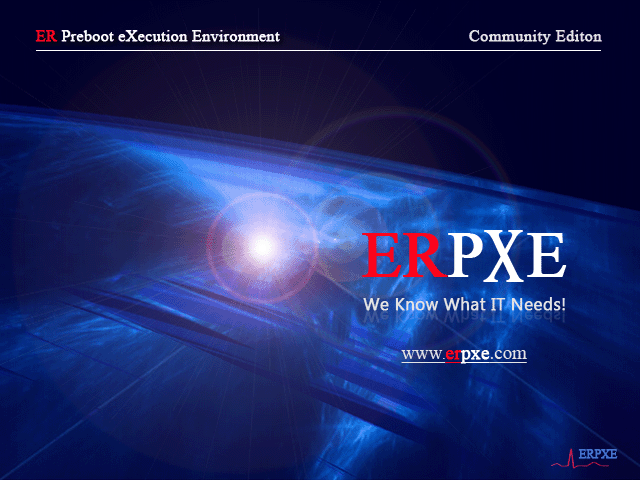 ER Preboot eXecution Environment
Community Editon
ERPXE
We Know What IT Needs!
www.erpxe.com
ERPXE